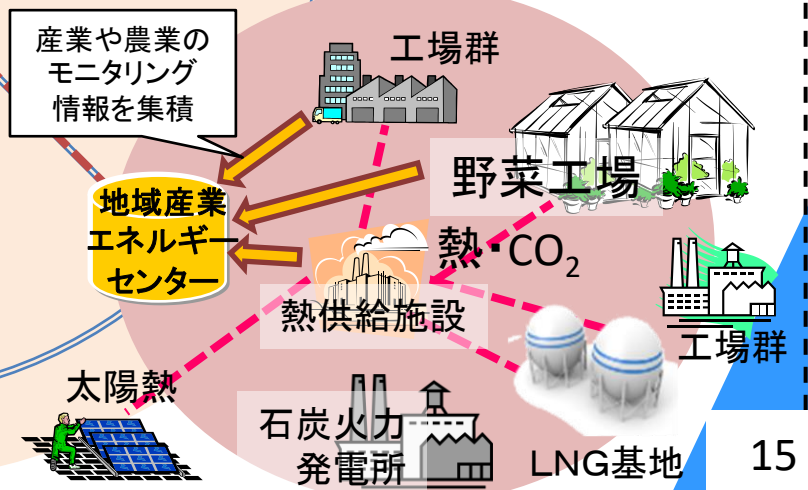 産業や農業の
モニタリング
情報を集積
工場群
野菜工場
地域産業
エネルギー
センター
熱・CO₂
熱供給施設
工場群
太陽熱
石炭火力
発電所
LNG基地
15